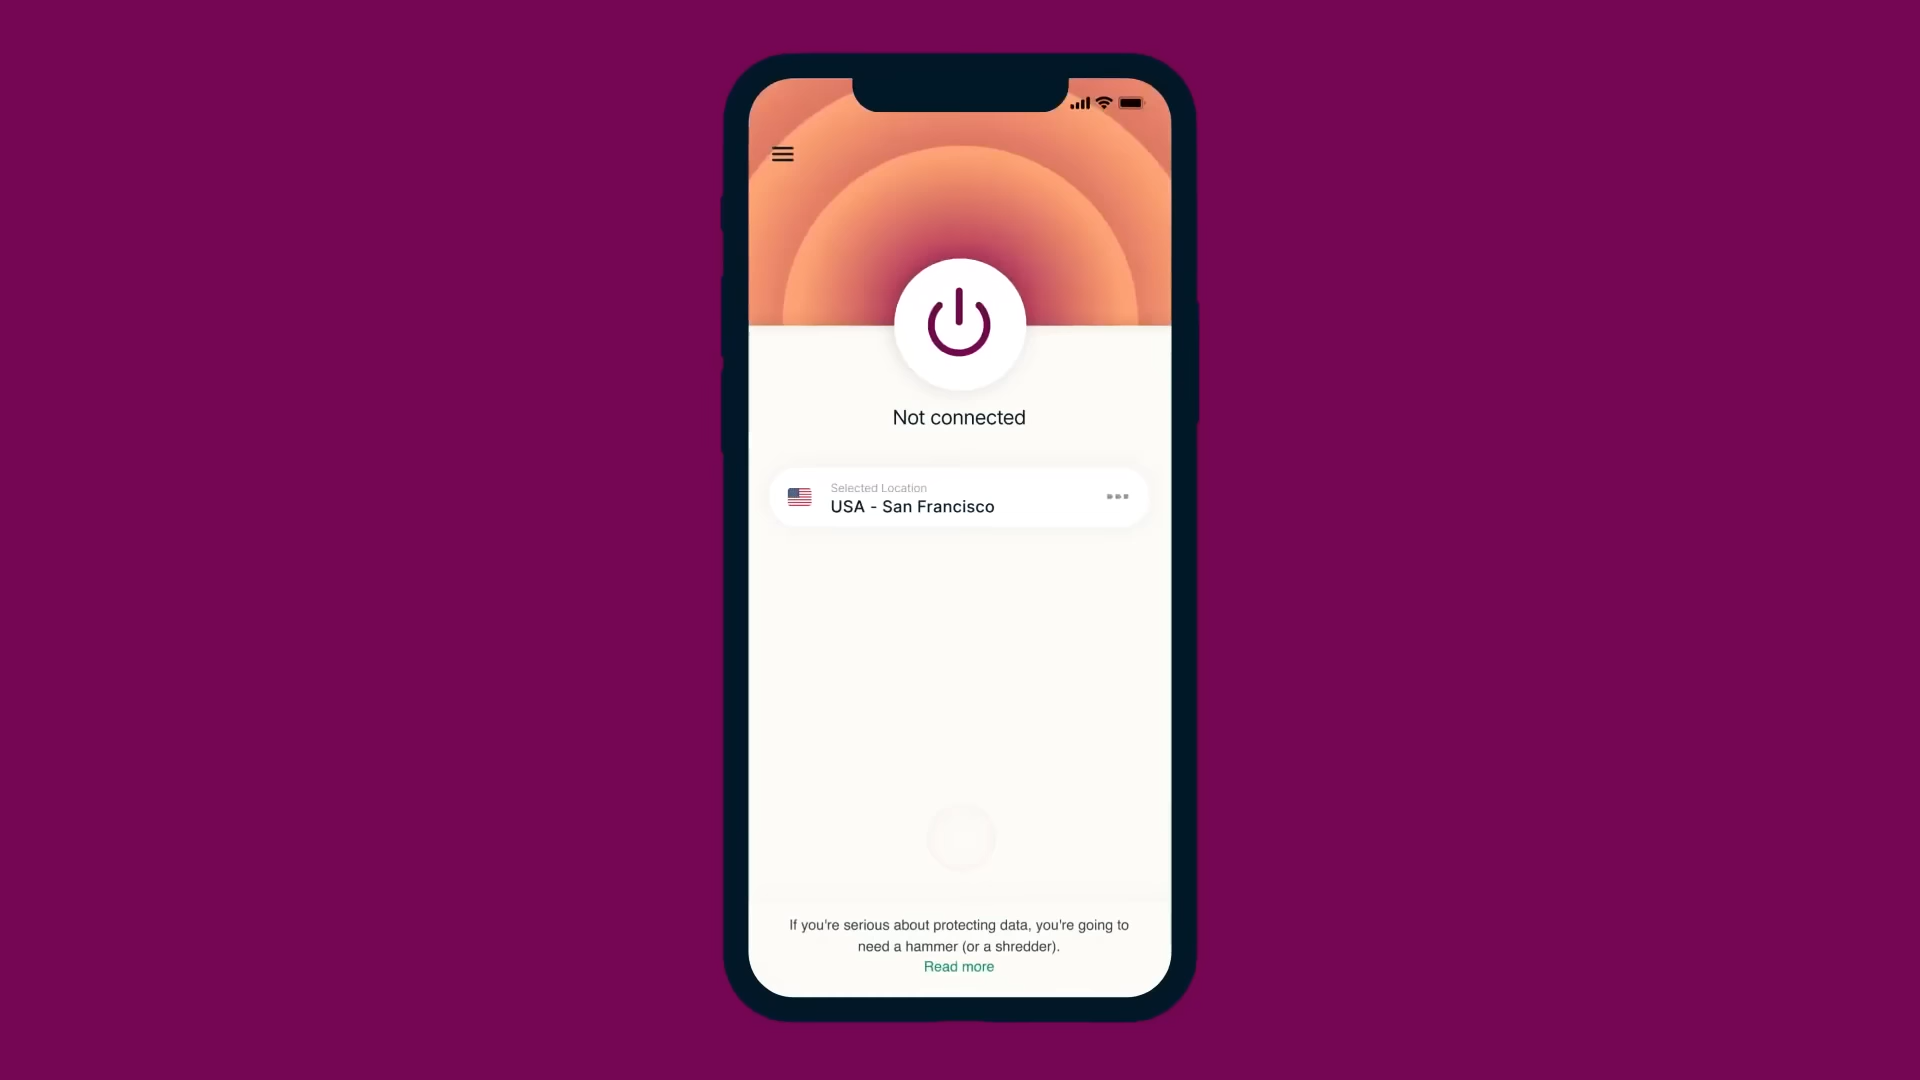 Not connected
Selected Location
USA - San Francisco
If you're serious about protecting data, you're going to
need a hammer (or a shredder).
Read more